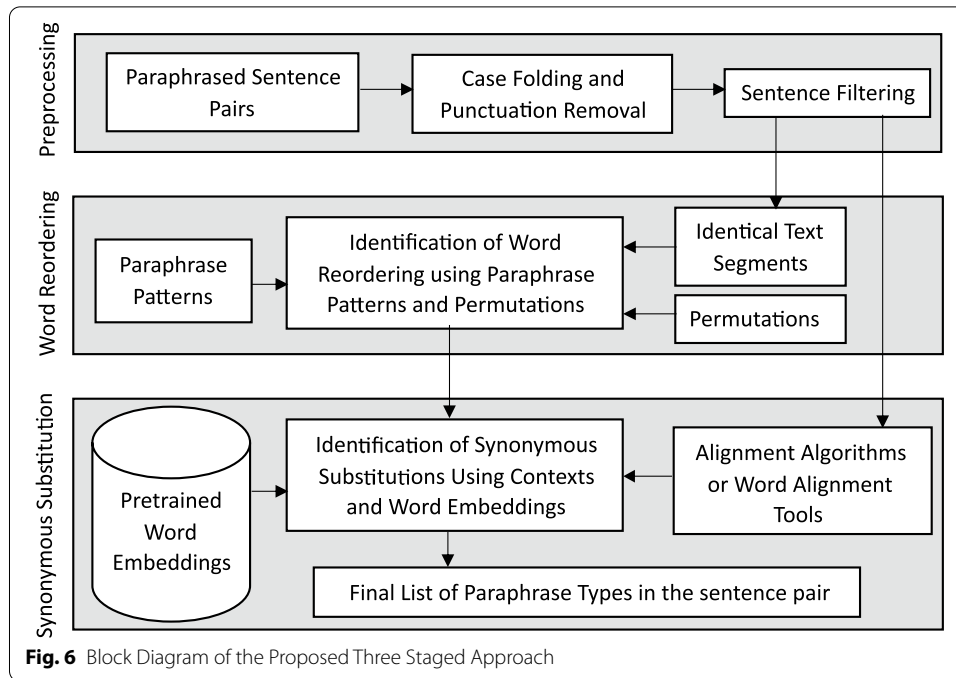 Preprocessing
Paraphrased Sentence
Pairs
Case Folding and
Punctuation Removal
Sentence Filtering
Word Reordering
Paraphrase
Patterns
Identification of Word
Reordering using Paraphrase
Patterns and Permutations
Identical Text
Segments
Permutations
Synonymous Substitution
Pretrained
Word
Embeddings
Identification of Synonymous
Substitutions Using Contexts
and Word Embeddings
Alignment Algorithms
or Word Alignment
Tools
Final List of Paraphrase Types in the sentence pair
Fig. 6 Block Diagram of the Proposed Three Staged Approach